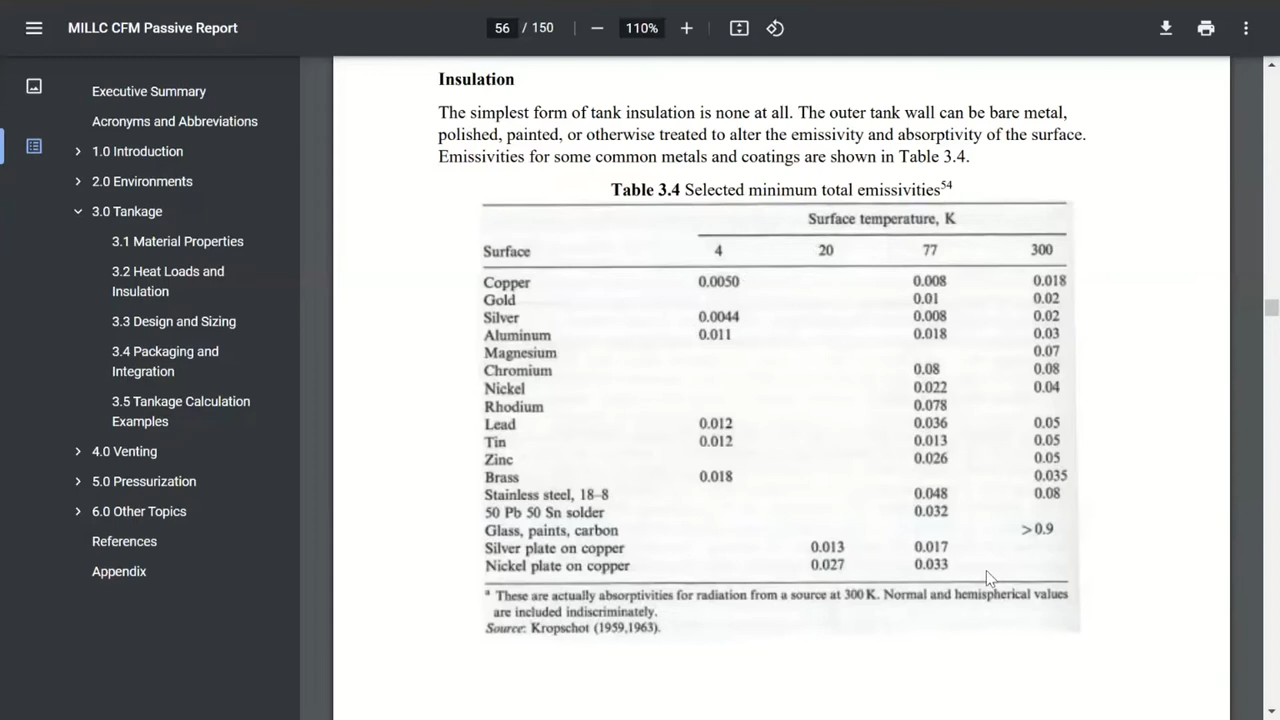 MILLC CFM Passive Report
56 / 150
110%
Executive Summary
Acronyms and Abbreviations
1.0 Introduction
2.0 Environments
3.0 Tankage
3.1 Material Properties
3.2 Heat Loads and
Insulation
3.3 Design and Sizing
3.4 Packaging and
Integration
3.5 Tankage Calculation
Examples
4.0 Venting
5.0 Pressurization
6.0 Other Topics
References
Appendix
Insulation
The simplest form of tank insulation is none at all. The outer tank wall can be bare metal,
polished, painted, or otherwise treated to alter the emissivity and absorptivity of the surface.
Emissivities for some common metals and coatings are shown in Table 3.4.
Table 3.4 Selected minimum total emissivities54
Surface temperature, K
Surface 4 20 77 300
Copper 0.0050 0.008 0.018
Gold 0.01 0.02
Silver 0.0044 0.008 0.02
Aluminum 0.011 0.018 0.03
Magnesium 0.07
Chromium 0.08 0.08
Nickel 0.022 0.04
Rhodium 0.078
Lead 0.012 0.036 0.05
Tin 0.012 0.013 0.05
Zinc 0.026 0.05
Brass 0.018 0.035
Stainless steel, 18–8 0.048 0.08
50 Pb 50 Sn solder 0.032
Glass, paints, carbon >0.9
Silver plate on copper 0.013 0.017
Nickel plate on copper 0.027 0.033
a These are actually absorptivities for radiation from a source at 300 K. Normal and hemispherical values
are included indiscriminately.
Source: Kropschot (1959,1963).